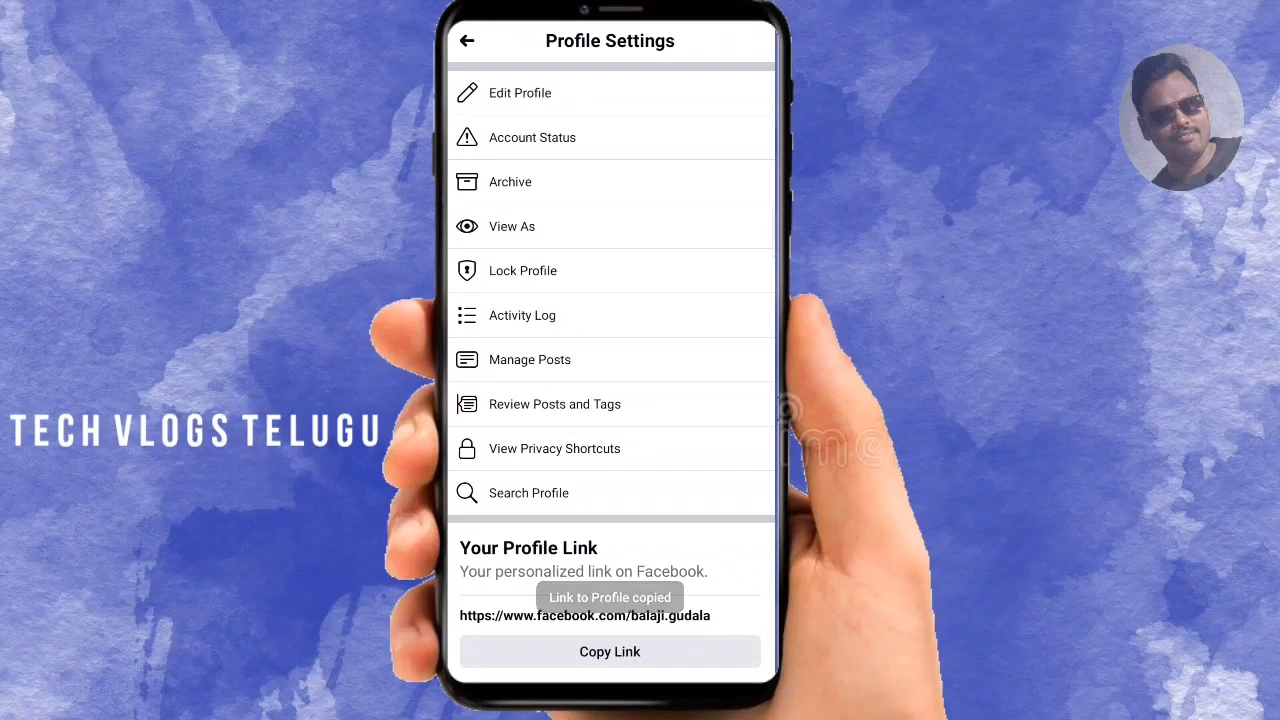 Profile Settings
Edit Profile
Account Status
Archive
View As
Lock Profile
Activity Log
Manage Posts
Review Posts and Tags
View Privacy Shortcuts
Search Profile
TECH VLOGS TELUGU
Your Profile Link
Your personalized link on Facebook.
Link to Profile copied
https://www.facebook.com/balaji.gudala
Copy Link